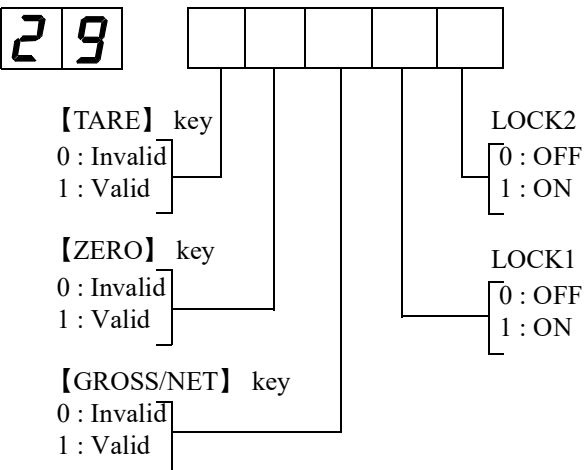 29
【TARE】 key
0 : Invalid
1 : Valid
【ZERO】 key
0 : Invalid
1 : Valid
【GROSS/NET】 key
0 : Invalid
1 : Valid
LOCK2
0 : OFF
1 : ON
LOCK1
0 : OFF
1 : ON